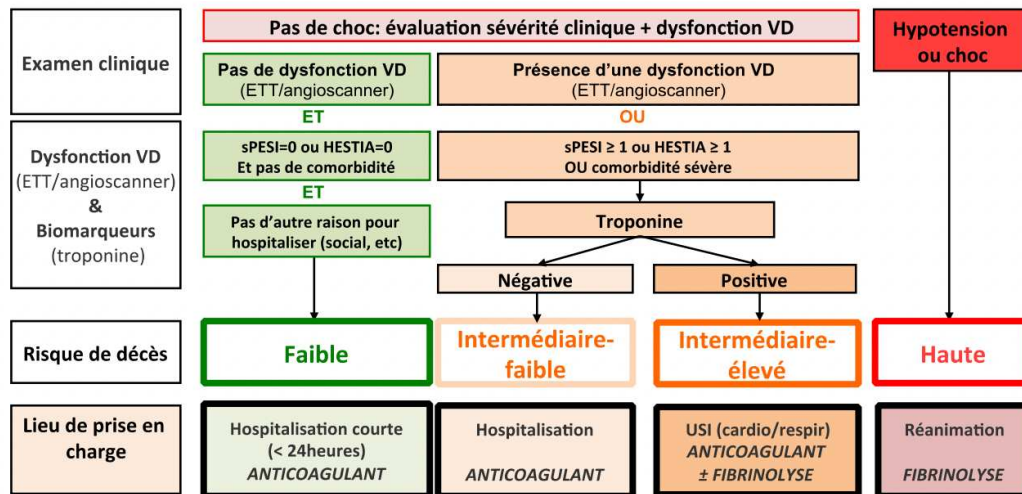 Pas de choc: évaluation sévérité clinique + dysfonction VD
Hypotension
ou choc
Examen clinique
Pas de dysfonction VD
(ETT/angioscanner)
Présence d'une dysfonction VD
(ETT/angioscanner)
ET
OU
Dysfonction VD
(ETT/angioscanner)
&
Biomarqueurs
(troponine)
sPESI=0 ou HESTIA=0
Et pas de comorbidité
sPESI ≥ 1 ou HESTIA ≥ 1
OU comorbidité sévère
ET
Pas d'autre raison pour
hospitaliser (social, etc)
Troponine
Négative
Positive
Risque de décès
Faible
Intermédiaire-
faible
Intermédiaire-
élevé
Haute
Lieu de prise en
charge
Hospitalisation courte
(< 24heures)
ANTICOAGULANT
Hospitalisation
ANTICOAGULANT
USI (cardio/respir)
ANTICOAGULANT
± FIBRINOLYSE
Réanimation
FIBRINOLYSE